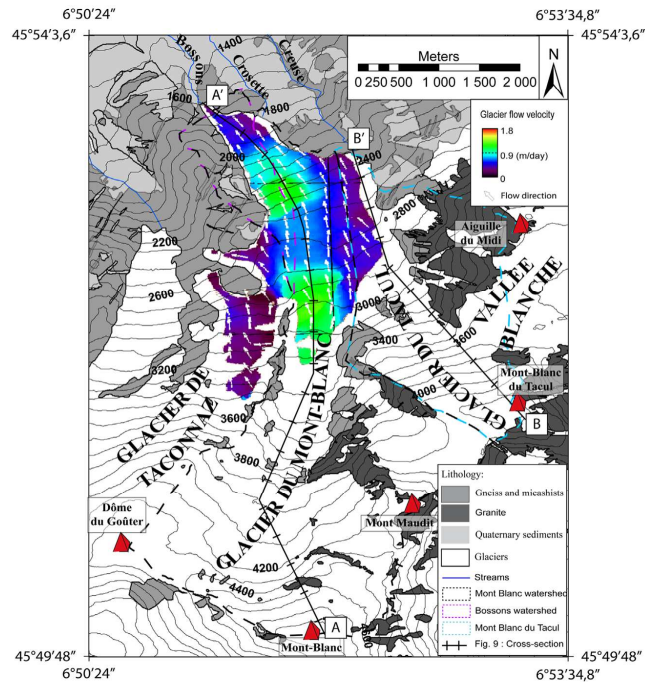 6°50'24"
6°53'34,8"
45°54'3,6"
45°54'3,6"
Meters
0 250 500 1 000 1 500 2 000
N
Bossons
Crosette
Creuse
1400
1600
1800
A'
B'
2000
2400
Glacier flow velocity
1.8
0.9 (m/day)
0
Flow direction
2800
Aiguille
du Midi
2200
2600
3000
3200
3400
3600
VALLÉE
BLANCHE
GLACIER DU TACUL
Mont-Blanc
du Tacul
B
4000
GLACIER DE
TACONNAZ
3600
3800
GLACIER DU MONT-BLANC
Dôme
du Goûter
Mont Maudit
4200
4400
A
Mont-Blanc
Lithology:
Gneiss and micashists
Granite
Quaternary sediments
Glaciers
Streams
Mont Blanc watershed
Bossons watershed
Mont Blanc du Tacul
Fig. 9 : Cross-section
45°49'48"
45°49'48"
6°50'24"
6°53'34,8"